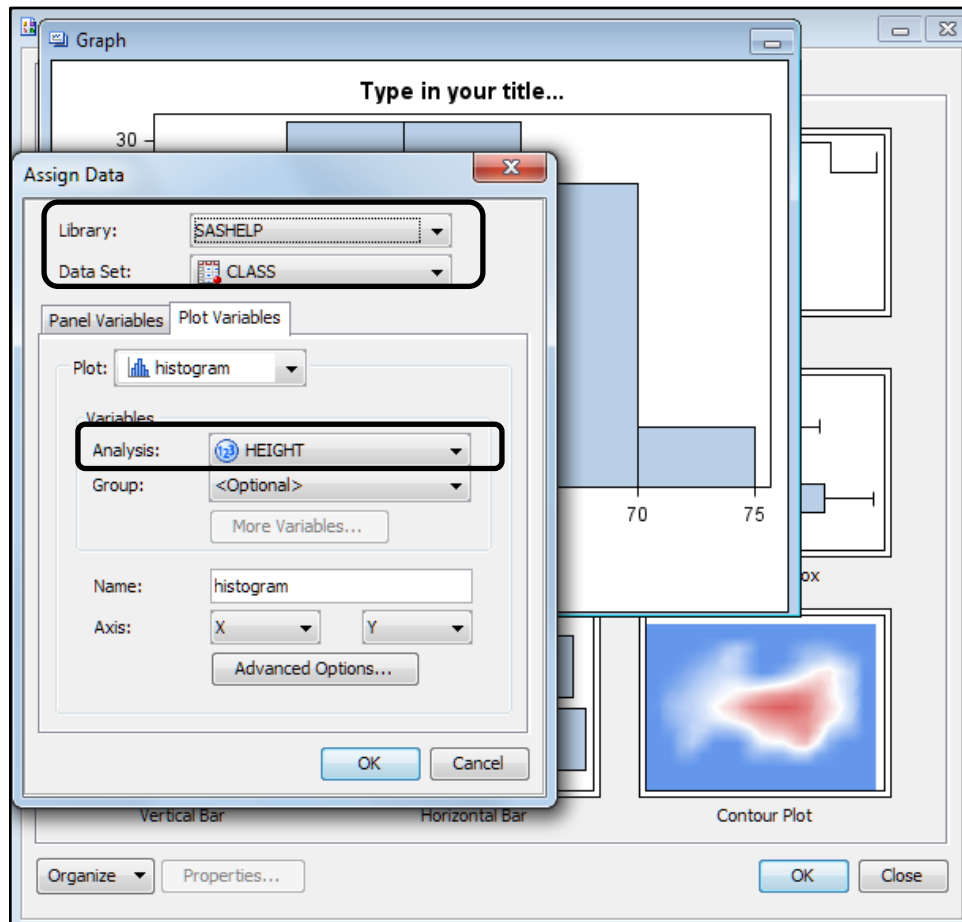 Graph
Type in your title...
30
Assign Data
Library: SASHELP
Data Set: CLASS
Panel Variables Plot Variables
Plot: histogram
Variables
Analysis: 123 HEIGHT
Group: <Optional>
More Variables...
70 75
Name: histogram
ox
Axis: X Y
Advanced Options...
OK Cancel
Vertical Bar Horizontal Bar Contour Plot
Organize Properties... OK Close